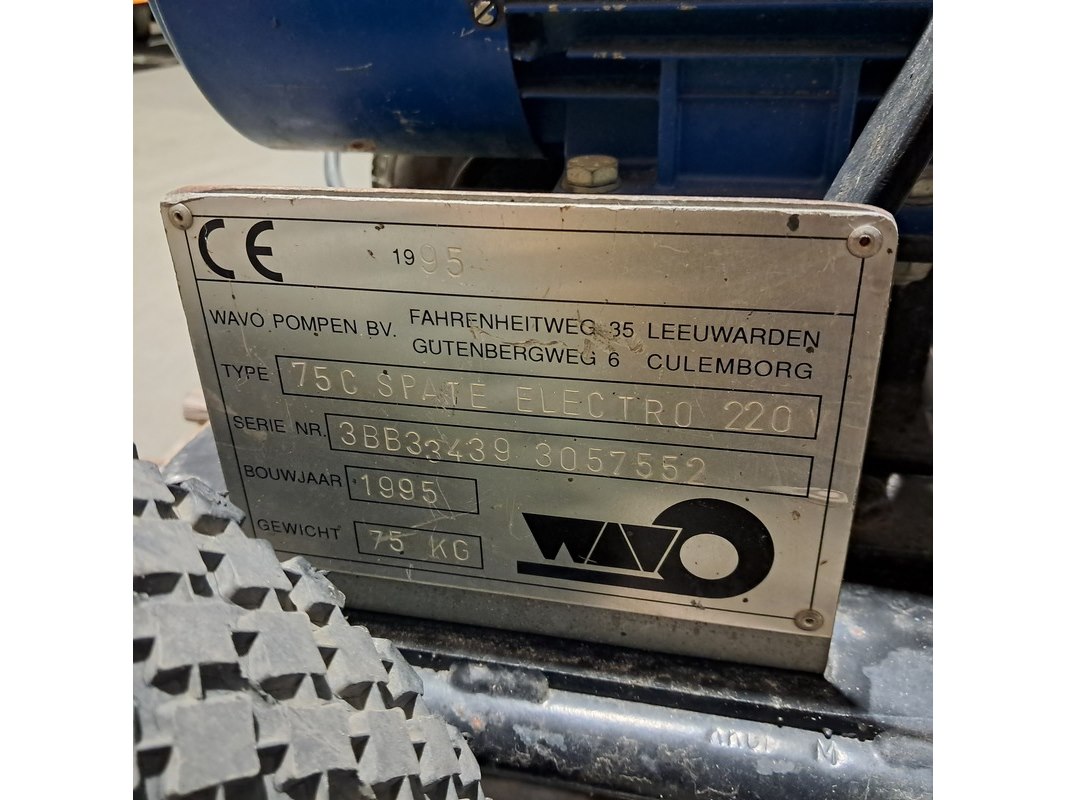 CE 1995
WAVO POMPEN BV. FAHRENHEITWEG 35 LEEUWARDEN
GUTENBERGWEG 6 CULEMBORG
TYPE 75C SPATE ELECTRO 220
SERIE NR. 3BB33439 3057552
BOUWJAAR 1995
GEWICHT 75 KG
WAVO